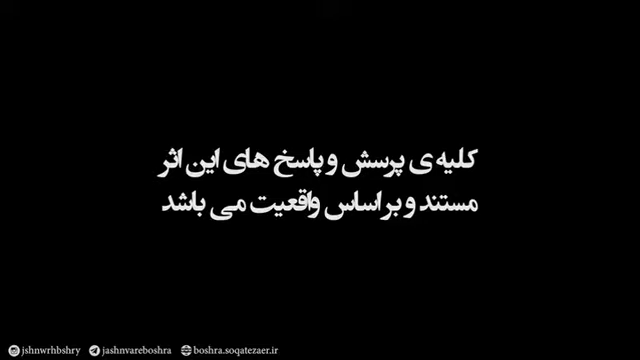 کلیه ی پرسش و پاسخ های این اثر
مستند و بر اساس واقعیت می باشد
jshnwrhbshry jashnvareboshra boshra.soqatezaer.ir